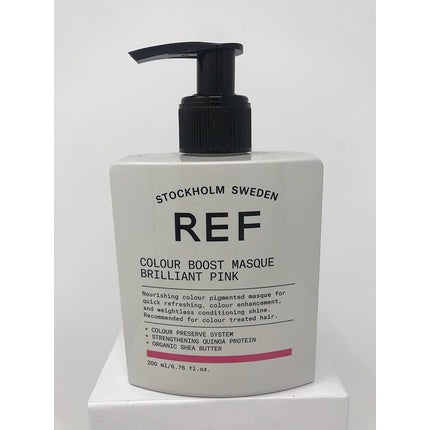 STOCKHOLM SWEDEN
REF
COLOUR BOOST MASQUE
BRILLIANT PINK
Nourishing colour pigmented masque for
quick refreshing, colour enhancement,
and weightless conditioning shine.
Recommended for colour treated hair.
+ COLOUR PRESERVE SYSTEM
+ STRENGTHENING QUINOA PROTEIN
+ ORGANIC SHEA BUTTER
200 ml/6.76 fl.oz.